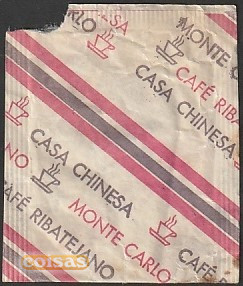 MONTE CARLO
CAFÉ RIBATEJANO
CASA CHINESA
CASA CHINESA
MONTE CARLO
CAFÉ RIBATEJANO
CAFÉ
coisas